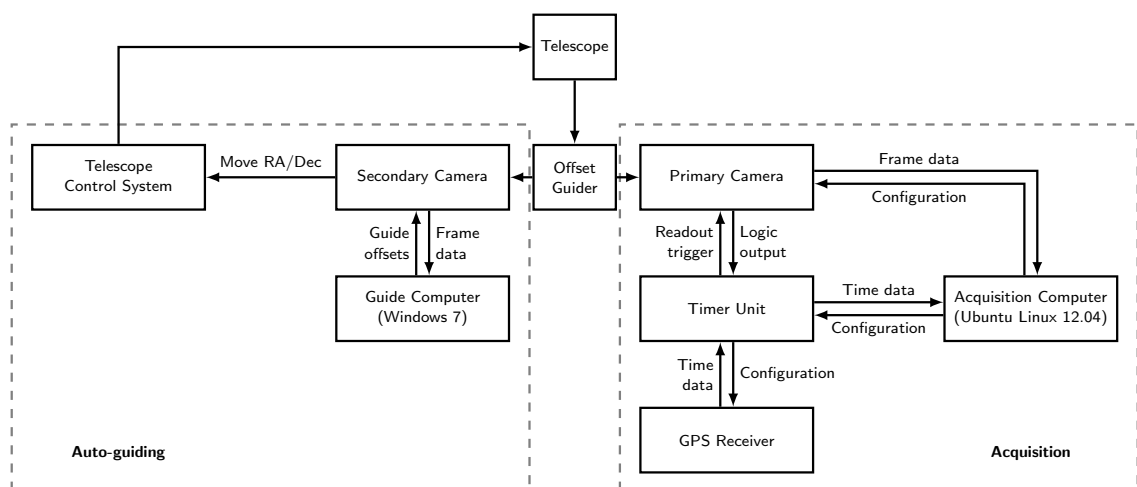 Telescope
Telescope
Control System
Move RA/Dec
Secondary Camera
Offset
Guider
Primary Camera
Frame data
Configuration
Guide
offsets
Frame
data
Readout
trigger
Logic
output
Guide Computer
(Windows 7)
Timer Unit
Time data
Configuration
Acquisition Computer
(Ubuntu Linux 12.04)
Time
data
Configuration
GPS Receiver
Auto-guiding
Acquisition